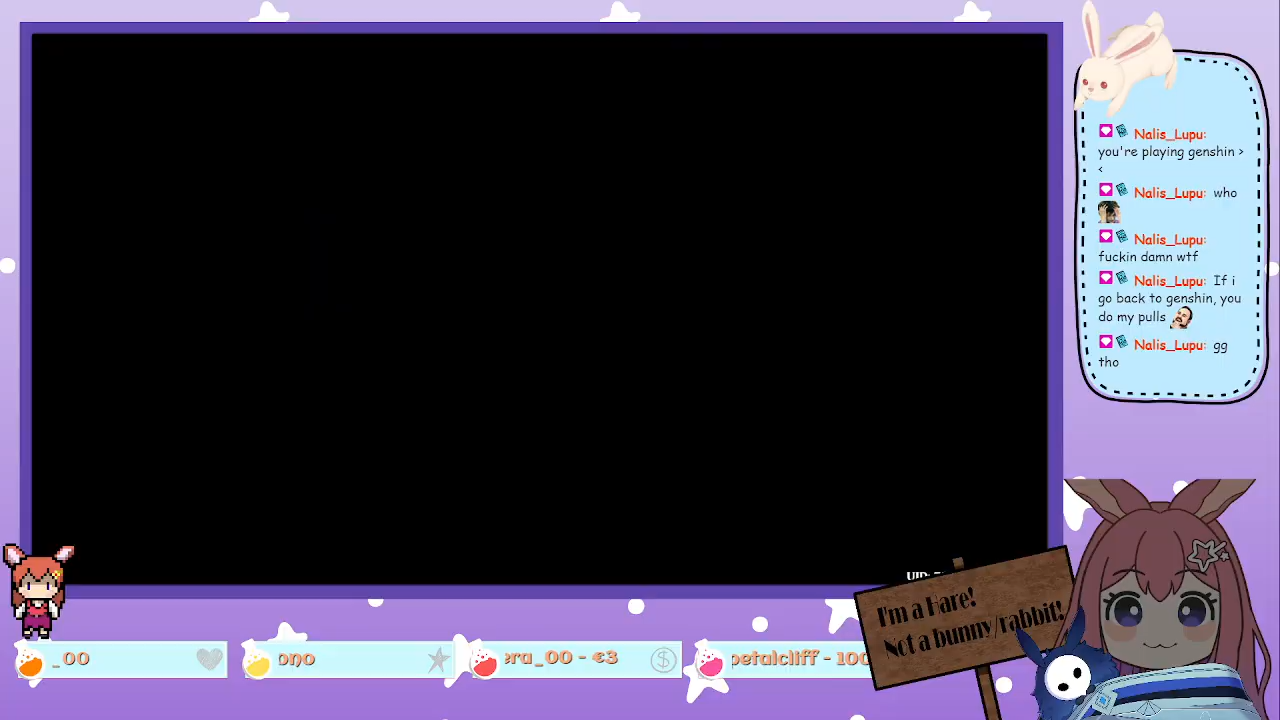 Nalis_Lupu:
you're playing genshin >
<
Nalis_Lupu: who
Nalis_Lupu:
fuckin damn wtf
Nalis_Lupu: If i
go back to genshin, you
do my pulls
Nalis_Lupu: gg
tho
I'm a Hare!
Not a bunny/rabbit!
_00
ono
era_00 - €3
petalcliff - 100